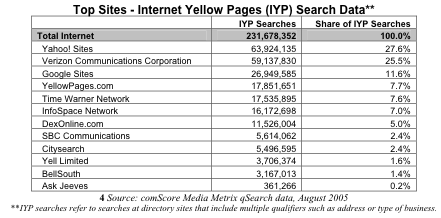 Top Sites - Internet Yellow Pages (IYP) Search Data**
IYP Searches Share of IYP Searches
Total Internet 231,678,352 100.0%
Yahoo! Sites 63,924,135 27.6%
Verizon Communications Corporation 59,137,830 25.5%
Google Sites 26,949,585 11.6%
YellowPages.com 17,851,651 7.7%
Time Warner Network 17,535,895 7.6%
InfoSpace Network 16,172,698 7.0%
DexOnline.com 11,526,004 5.0%
SBC Communications 5,614,062 2.4%
Citysearch 5,496,595 2.4%
Yell Limited 3,706,374 1.6%
BellSouth 3,167,013 1.4%
Ask Jeeves 361,266 0.2%
4 Source: comScore Media Metrix qSearch data, August 2005
**IYP searches refer to searches at directory sites that include multiple qualifiers such as address or type of business.